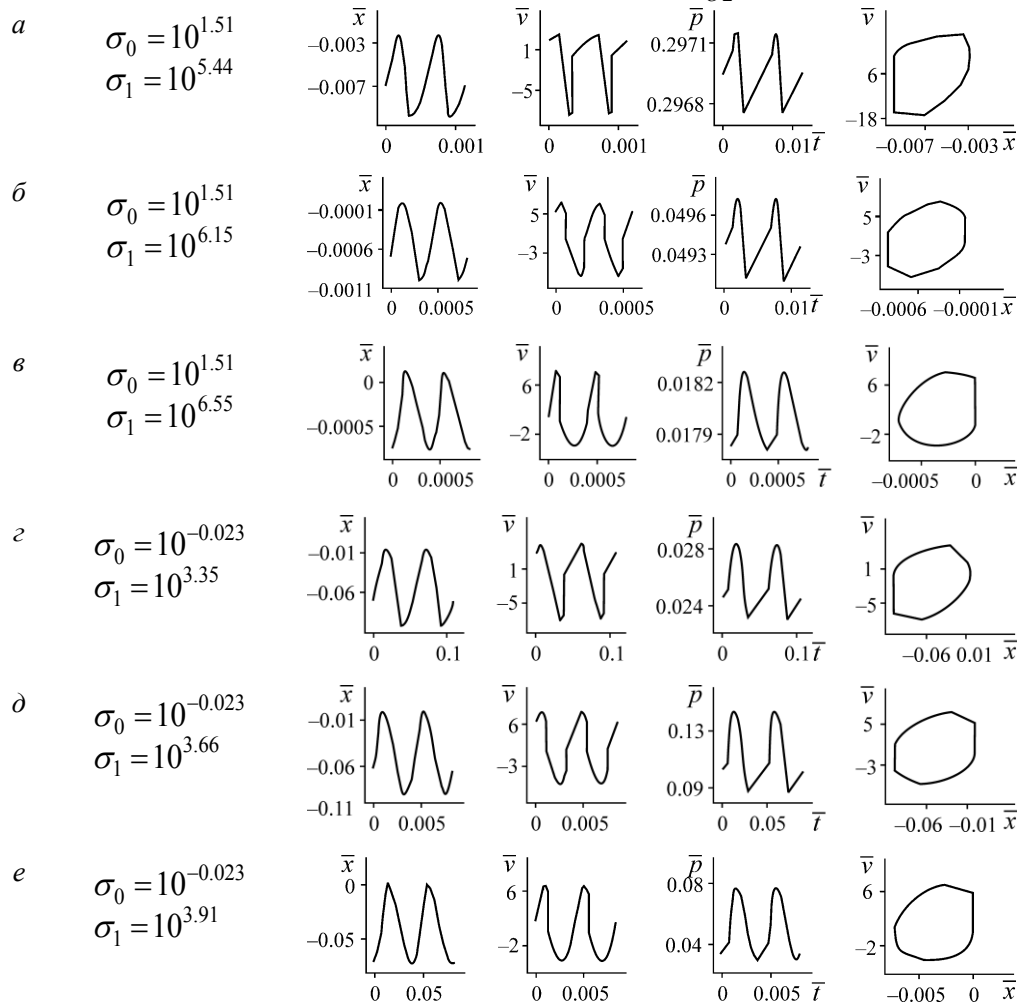 а σ₀ = 10^1.51 x̄ v̄ p̄ v̄
σ₁ = 10^5.44
−0.003 1 0.2971 6
−0.007 −5 0.2968 −18
0 0.001 0 0.001 0 0.01 t̄ −0.007 −0.003 x̄
б σ₀ = 10^1.51 x̄ v̄ p̄ v̄
σ₁ = 10^6.15
−0.0001 5 0.0496 5
−0.0006 −3 0.0493 −3
−0.0011
0 0.0005 0 0.0005 0 0.01 t̄ −0.0006 −0.0001 x̄
в σ₀ = 10^1.51 x̄ v̄ p̄ v̄
σ₁ = 10^6.55
0 6 0.0182 6
−0.0005 −2 0.0179 −2
0 0.0005 0 0.0005 0 0.0005 t̄ −0.0005 0 x̄
г σ₀ = 10^−0.023 x̄ v̄ p̄ v̄
σ₁ = 10^3.35
−0.01 1 0.028 1
−0.06 −5 0.024 −5
0 0.1 0 0.1 0 0.1 t̄ −0.06 0.01 x̄
д σ₀ = 10^−0.023 x̄ v̄ p̄ v̄
σ₁ = 10^3.66
−0.01 6 0.13 5
−0.06 −3 0.09 −3
−0.11
0 0.005 0 0.005 0 0.05 t̄ −0.06 −0.01 x̄
е σ₀ = 10^−0.023 x̄ v̄ p̄ v̄
σ₁ = 10^3.91
0 6 0.08 6
−0.05 −2 0.04 −2
0 0.05 0 0.005 0 0.005 t̄ −0.005 0 x̄